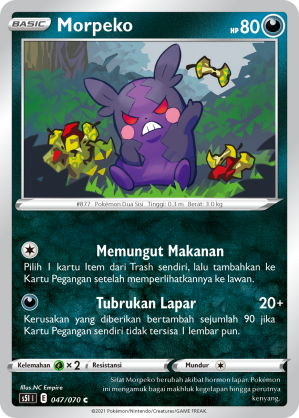 BASIC Morpeko HP 80
#877 Pokémon Dua Sisi Tinggi: 0.3 m Berat: 3.0 kg
Memungut Makanan
Pilih 1 kartu Item dari Trash sendiri, lalu tambahkan ke
Kartu Pegangan setelah memperlihatkannya ke lawan.
Tubrukan Lapar 20+
Kerusakan yang diberikan bertambah sejumlah 90 jika
Kartu Pegangan sendiri tidak tersisa 1 lembar pun.
Kelemahan ×2 Resistansi Mundur
Illus. NC Empire
s5I E 047/070 C
Sifat Morpeko berubah akibat hormon lapar. Pokémon
ini mengamuk bagaikan makhluk kegelapan hingga perutnya
kenyang.
©2021 Pokémon/Nintendo/Creatures/GAME FREAK.